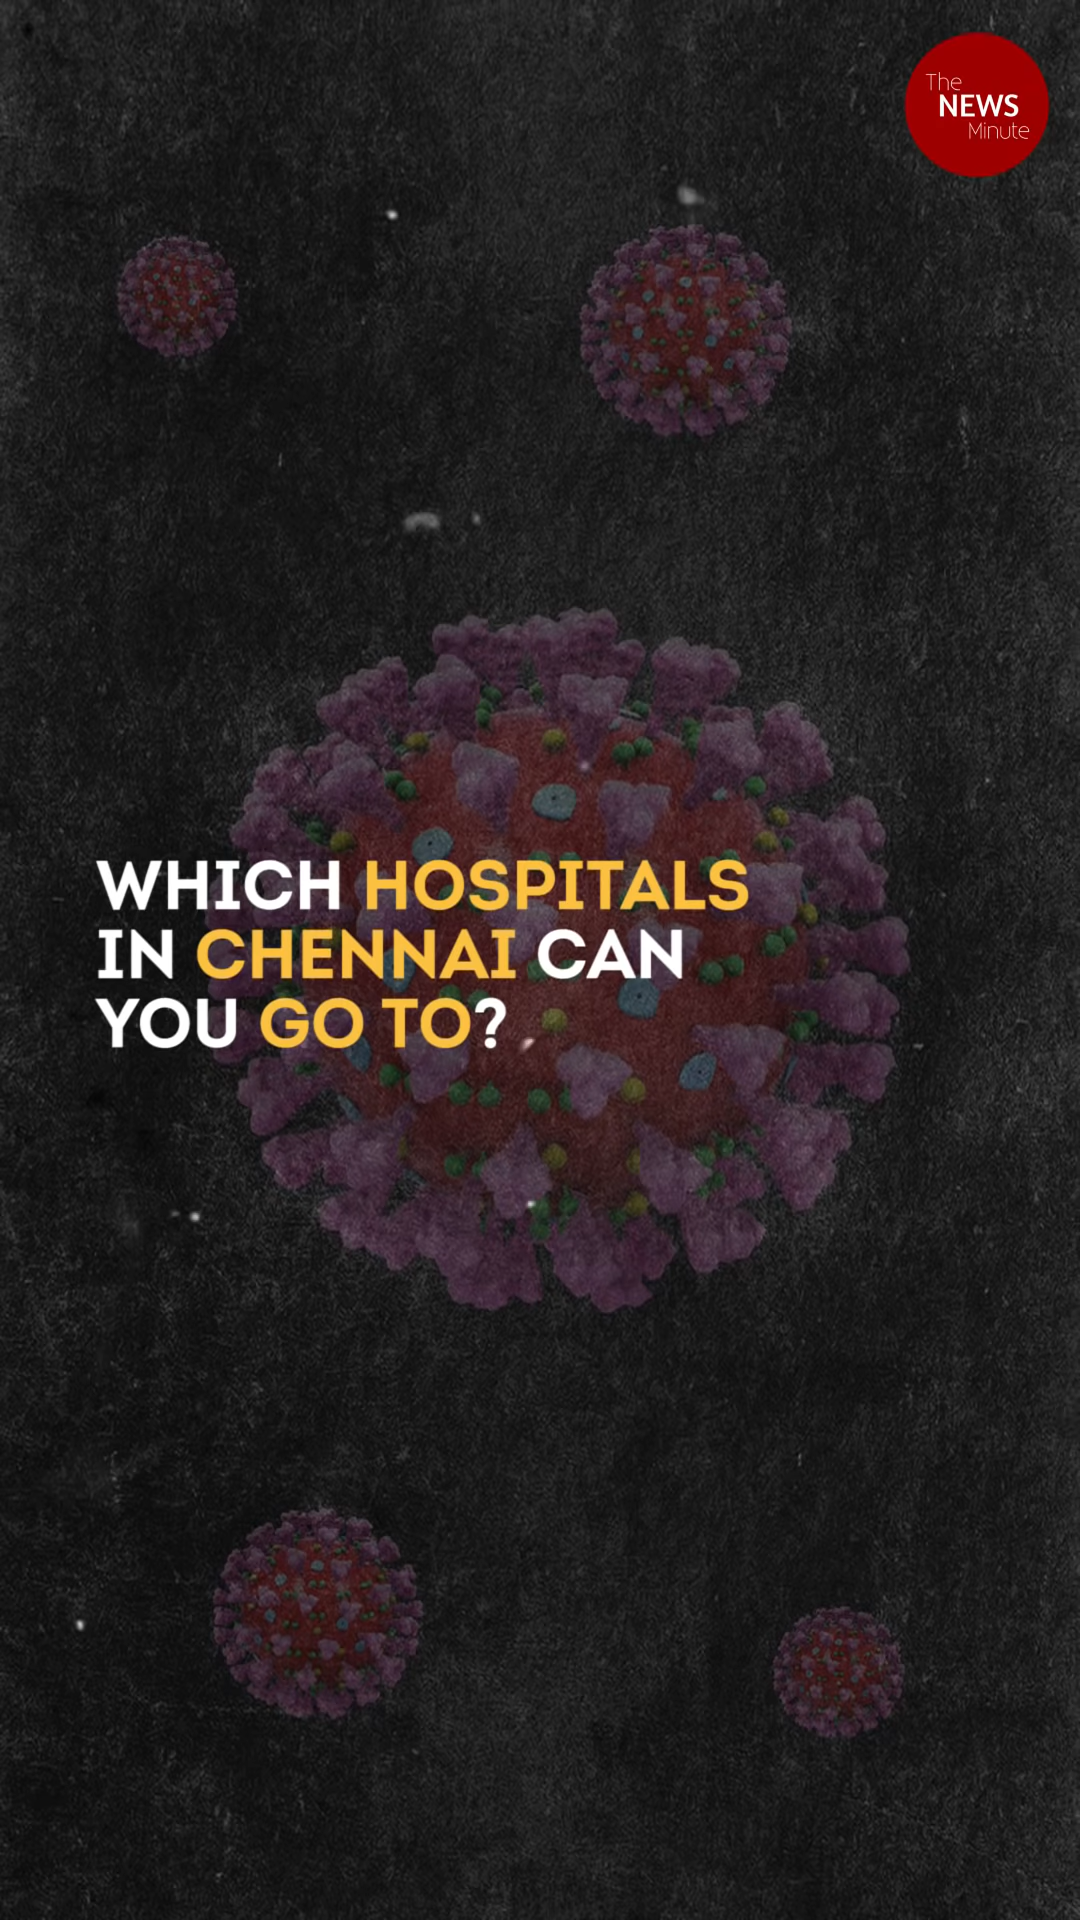 The
NEWS
Minute
WHICH HOSPITALS
IN CHENNAI CAN
YOU GO TO?